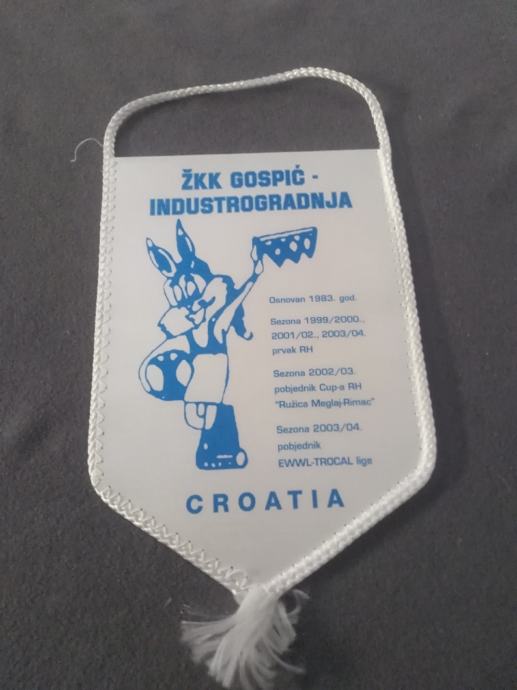 ŽKK GOSPIĆ -
INDUSTROGRADNJA
Osnovan 1983. god.
Sezona 1999/2000.,
2001/02., 2003/04.
prvak RH
Sezona 2002/03.
pobjednik Cup-a RH
"Ružica Meglaj-Rimac"
Sezona 2003/04.
pobjednik
EWWL-TROCAL lige
CROATIA